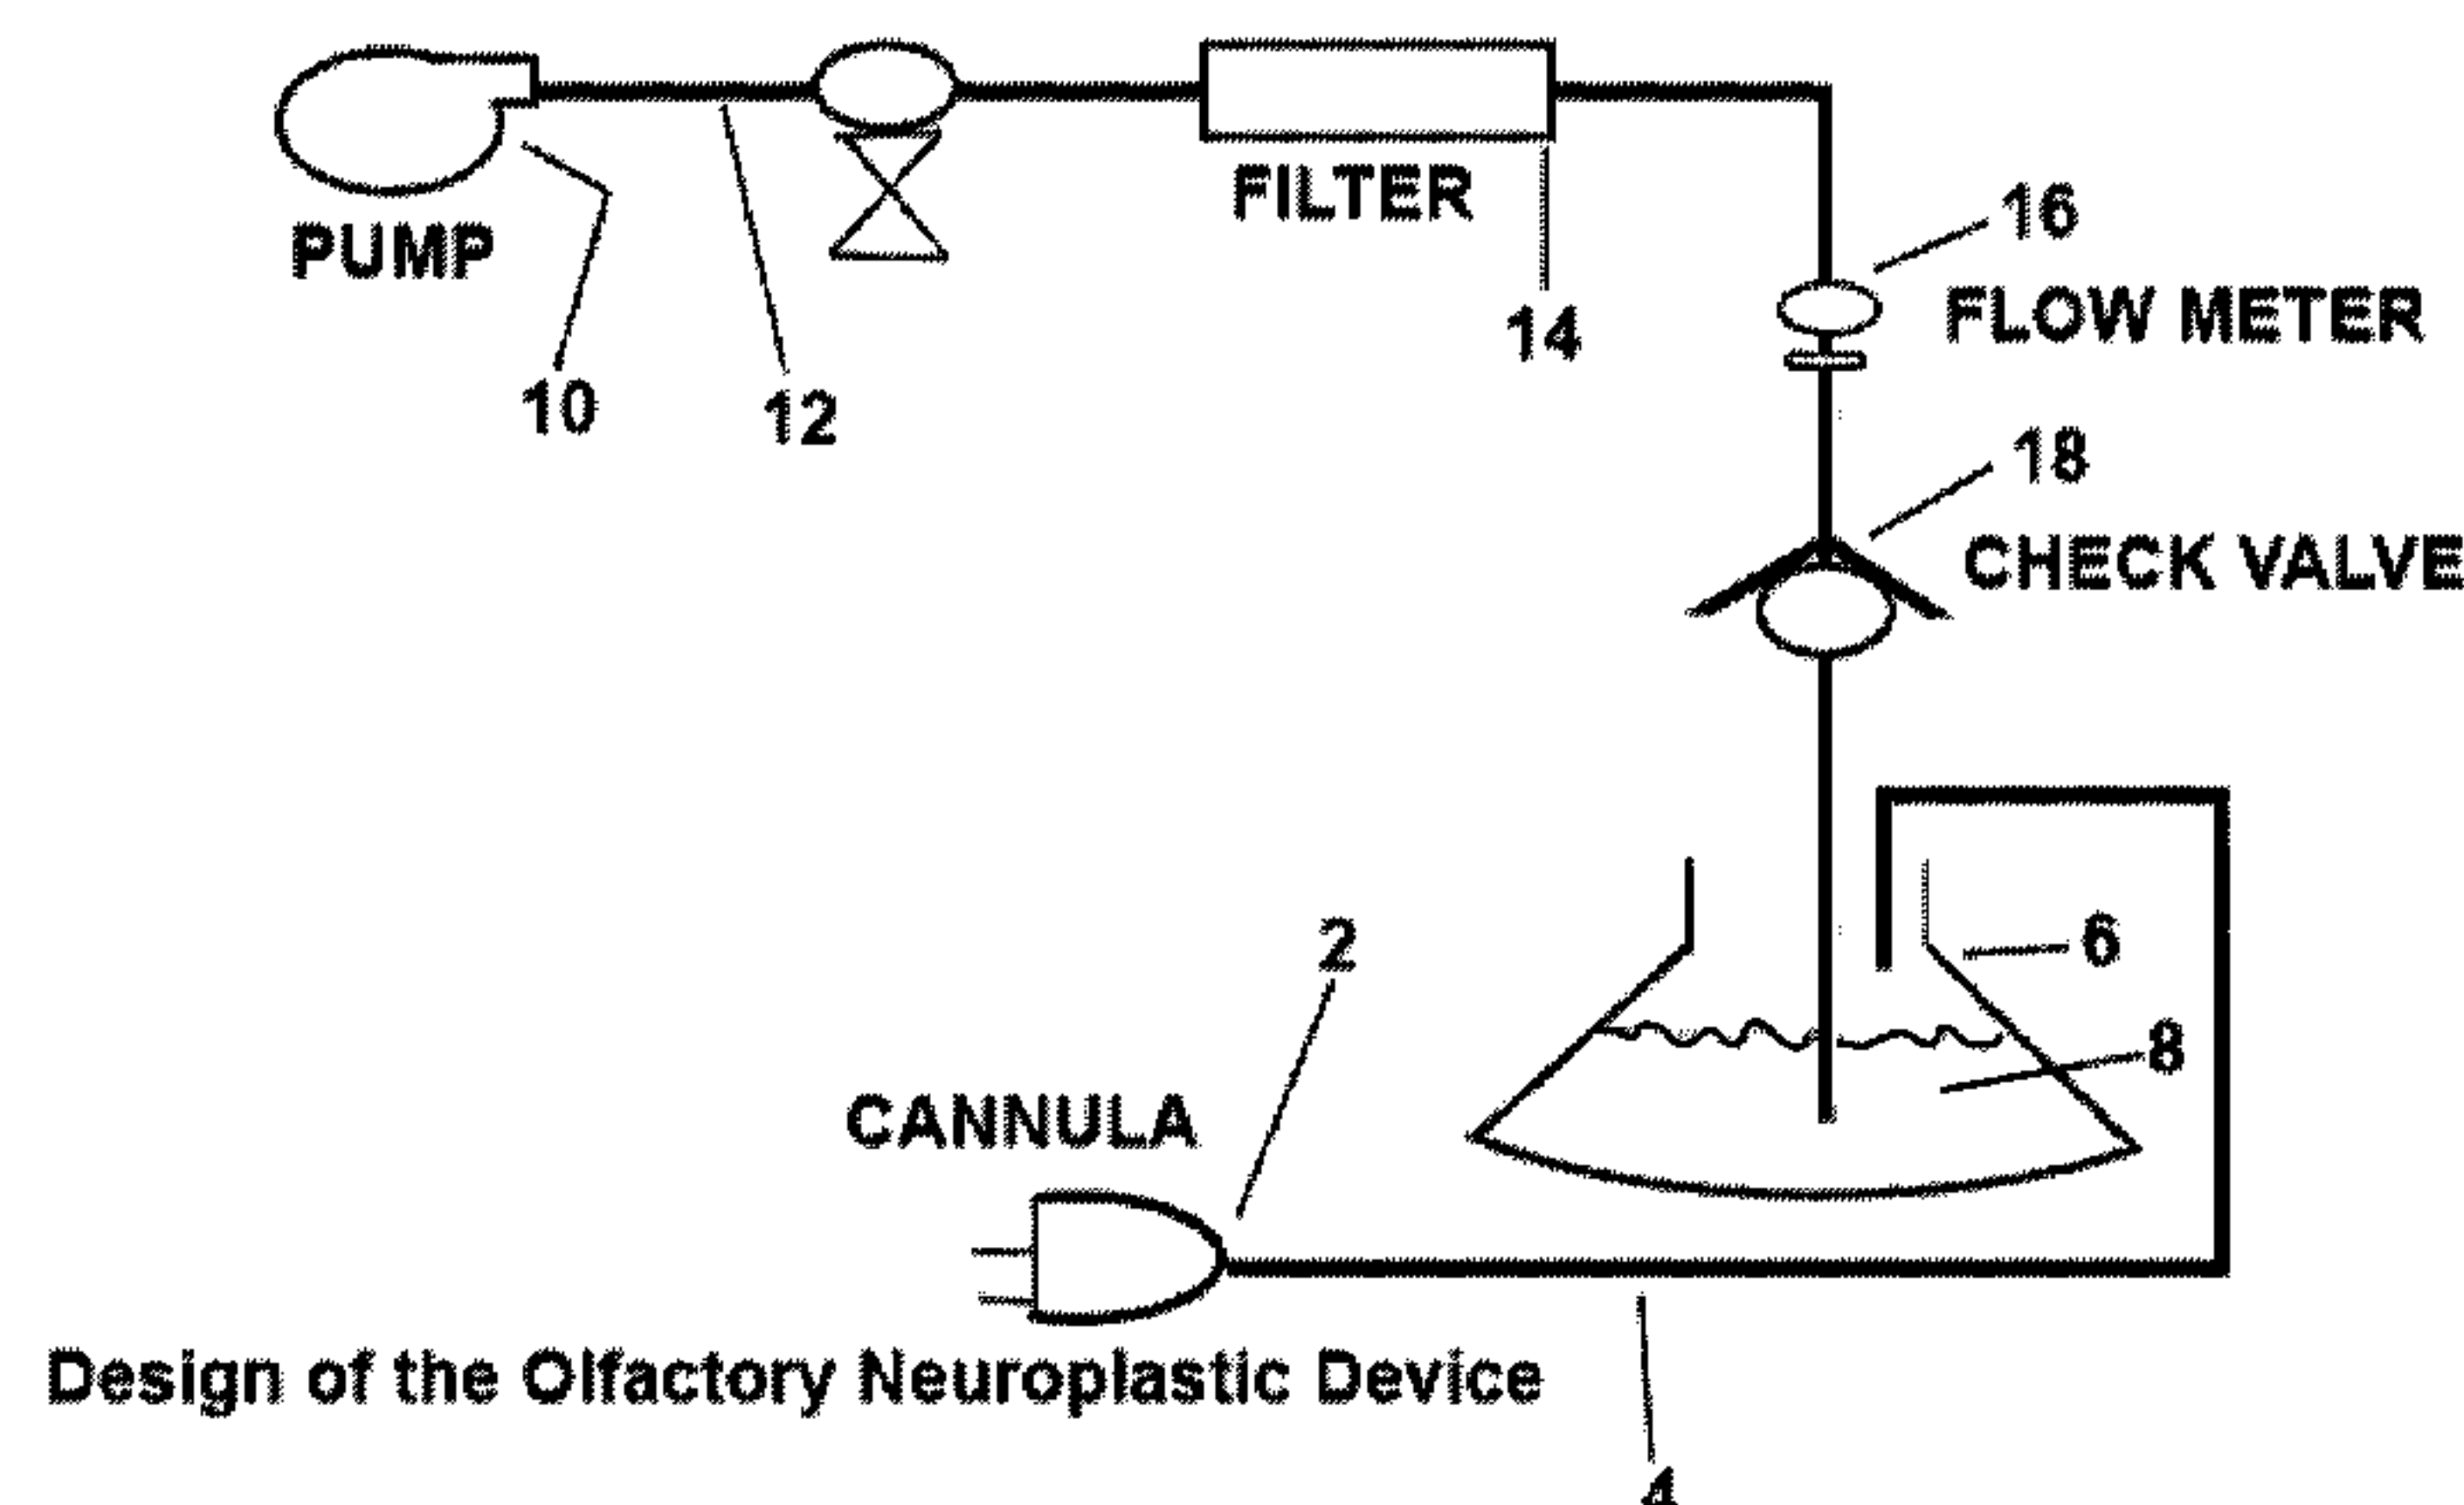 PUMP
10
12
FILTER
14
16
FLOW METER
18
CHECK VALVE
6
8
2
CANNULA
Design of the Olfactory Neuroplastic Device
4